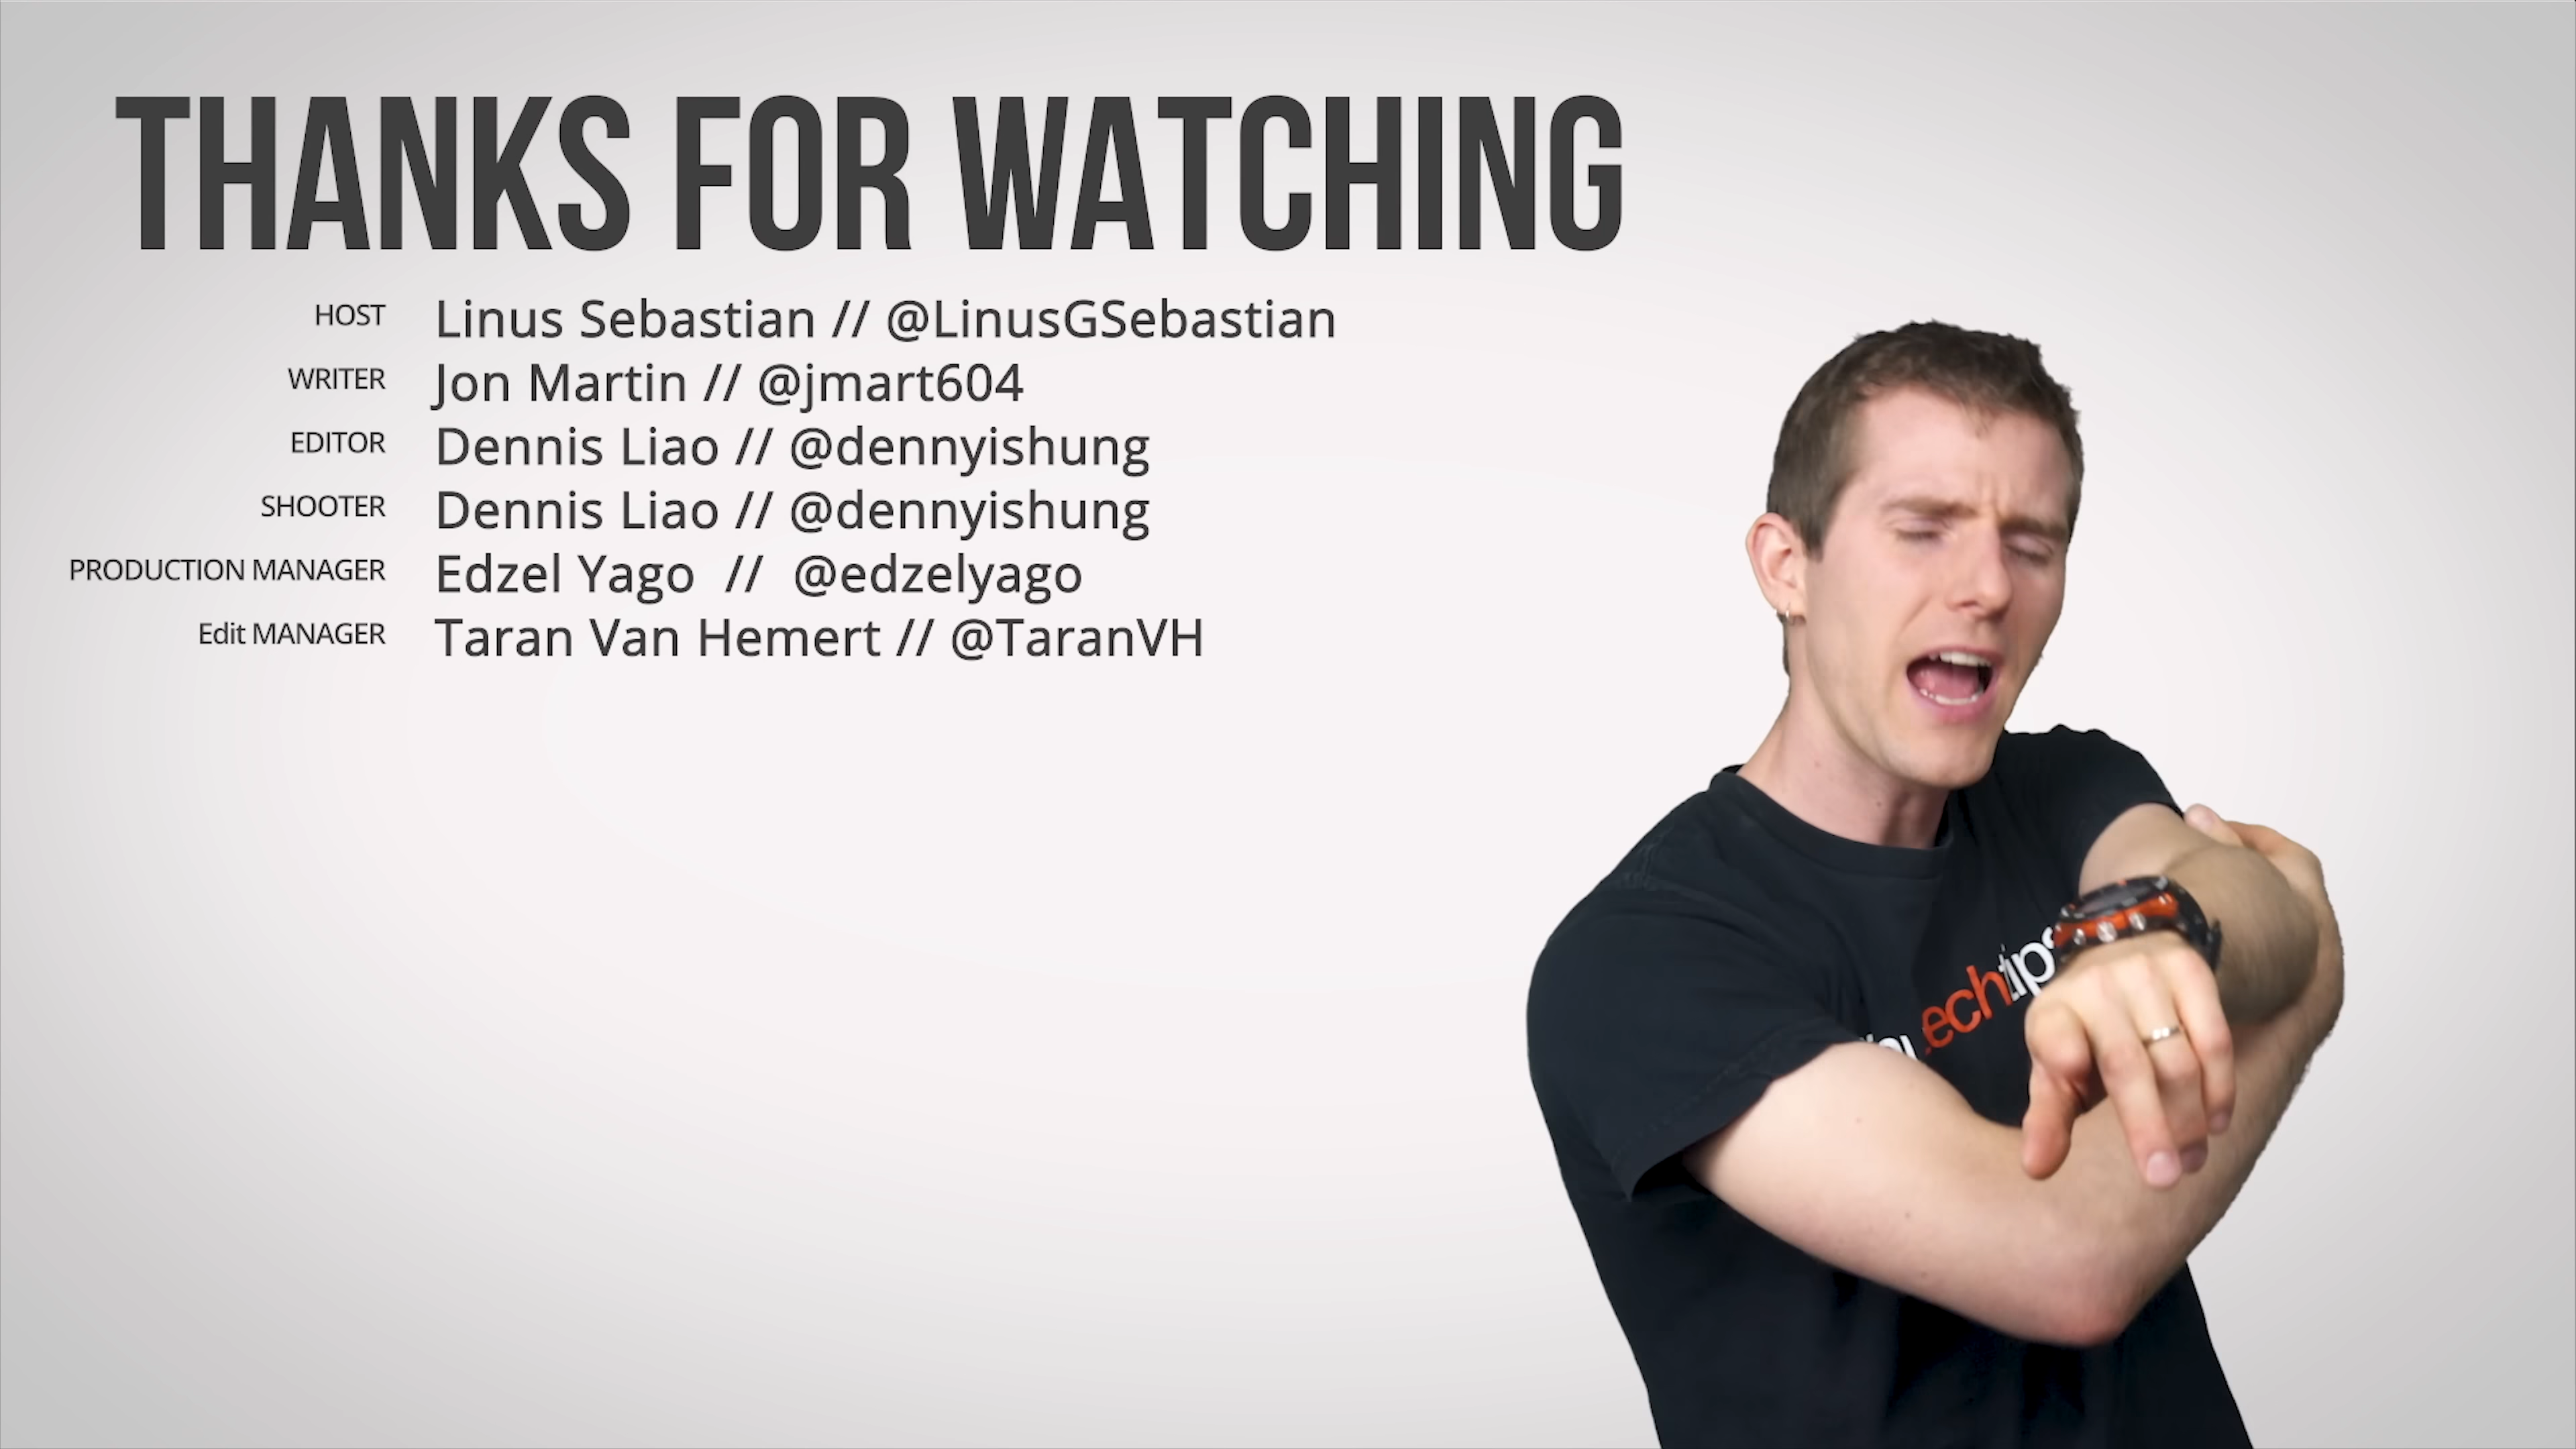 THANKS FOR WATCHING
HOST Linus Sebastian // @LinusGSebastian
WRITER Jon Martin // @jmart604
EDITOR Dennis Liao // @dennyishung
SHOOTER Dennis Liao // @dennyishung
PRODUCTION MANAGER Edzel Yago // @edzelyago
Edit MANAGER Taran Van Hemert // @TaranVH
techtips